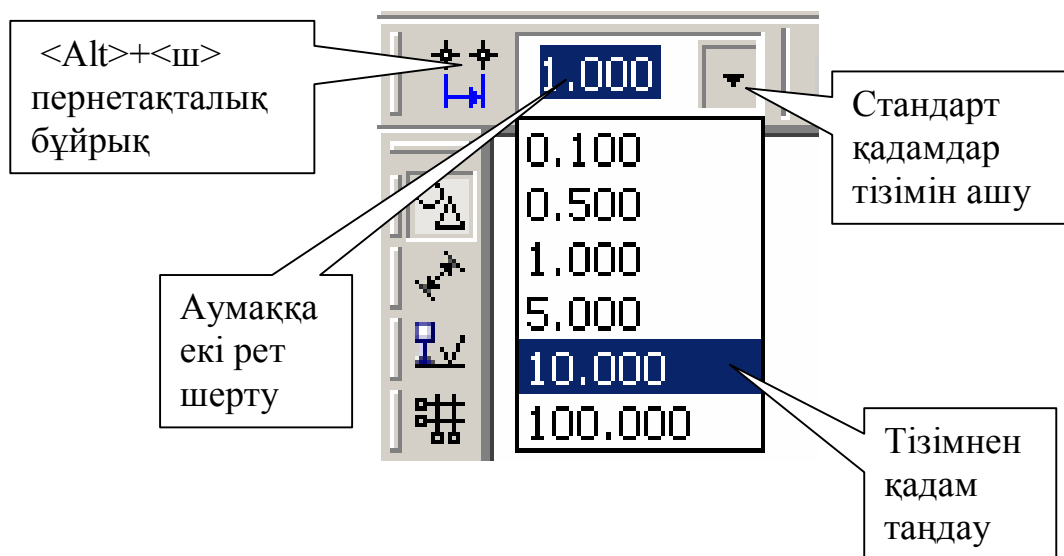 <Alt>+<ш>
пернетақталық
бұйрық
1.000
0.100
0.500
1.000
5.000
10.000
100.000
Стандарт
қадамдар
тізімін ашу
Аумаққа
екі рет
шерту
Тізімнен
қадам
таңдау